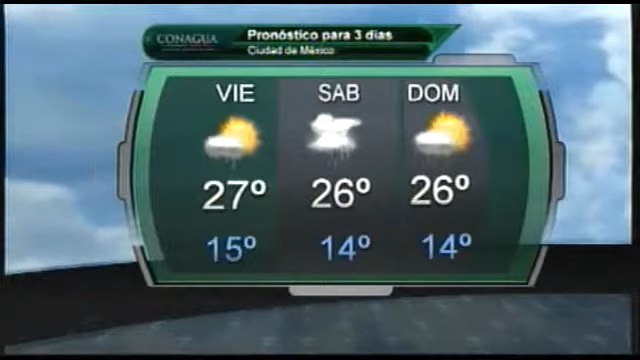 CONAGUA
Pronóstico para 3 días
Ciudad de México
VIE SAB DOM
27º 26º 26º
15º 14º 14º